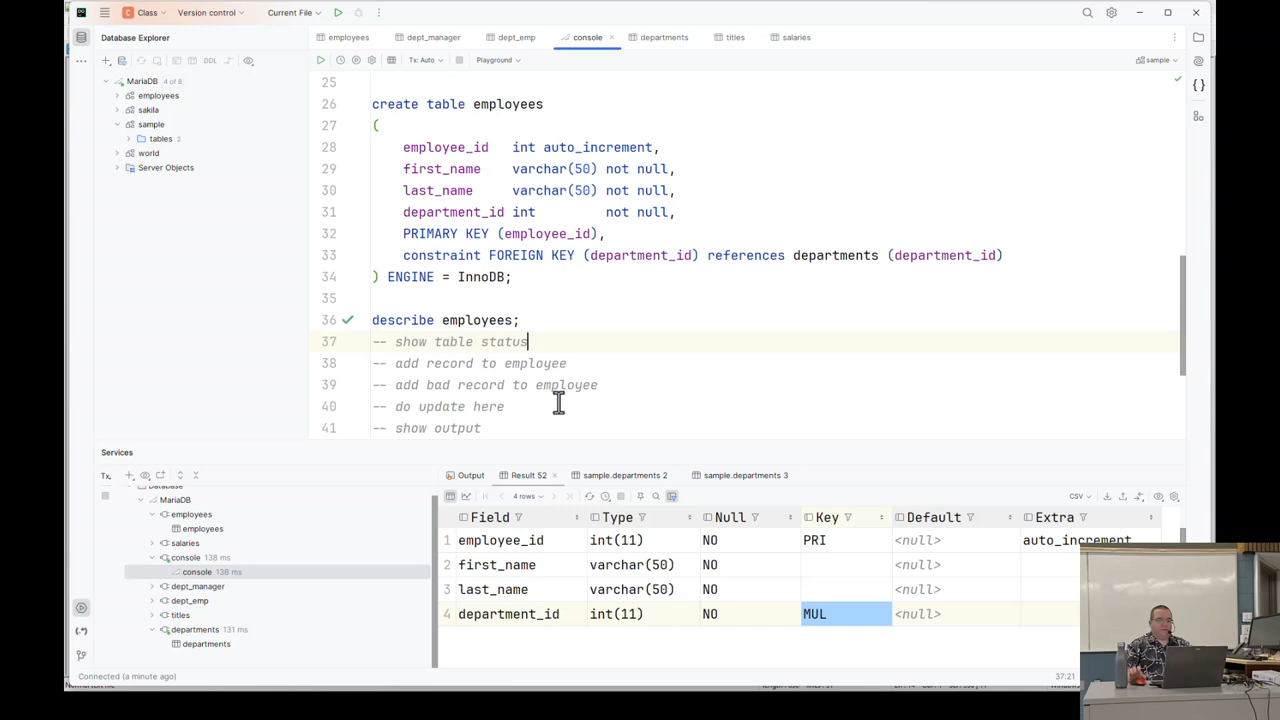 Class
Version control
Current File
Database Explorer
employees
dept_manager
dept_emp
console
departments
titles
salaries
DDL
Tx: Auto
Playground
sample
MariaDB 4 of 8
employees
sakila
sample
tables 2
world
Server Objects
25
26 create table employees
27 (
28 employee_id int auto_increment,
29 first_name varchar(50) not null,
30 last_name varchar(50) not null,
31 department_id int not null,
32 PRIMARY KEY (employee_id),
33 constraint FOREIGN KEY (department_id) references departments (department_id)
34 ) ENGINE = InnoDB;
35
36 describe employees;
37 -- show table status
38 -- add record to employee
39 -- add bad record to employee
40 -- do update here
41 -- show output
Services
Tx
Database
MariaDB
employees
employees
salaries
console 138 ms
console 138 ms
dept_manager
dept_emp
titles
departments 131 ms
departments
Output
Result 52
sample.departments 2
sample.departments 3
4 rows
CSV
Field Type Null Key Default Extra
1 employee_id int(11) NO PRI <null> auto_increment
2 first_name varchar(50) NO <null>
3 last_name varchar(50) NO <null>
4 department_id int(11) NO MUL <null>
Connected (a minute ago)
37:21